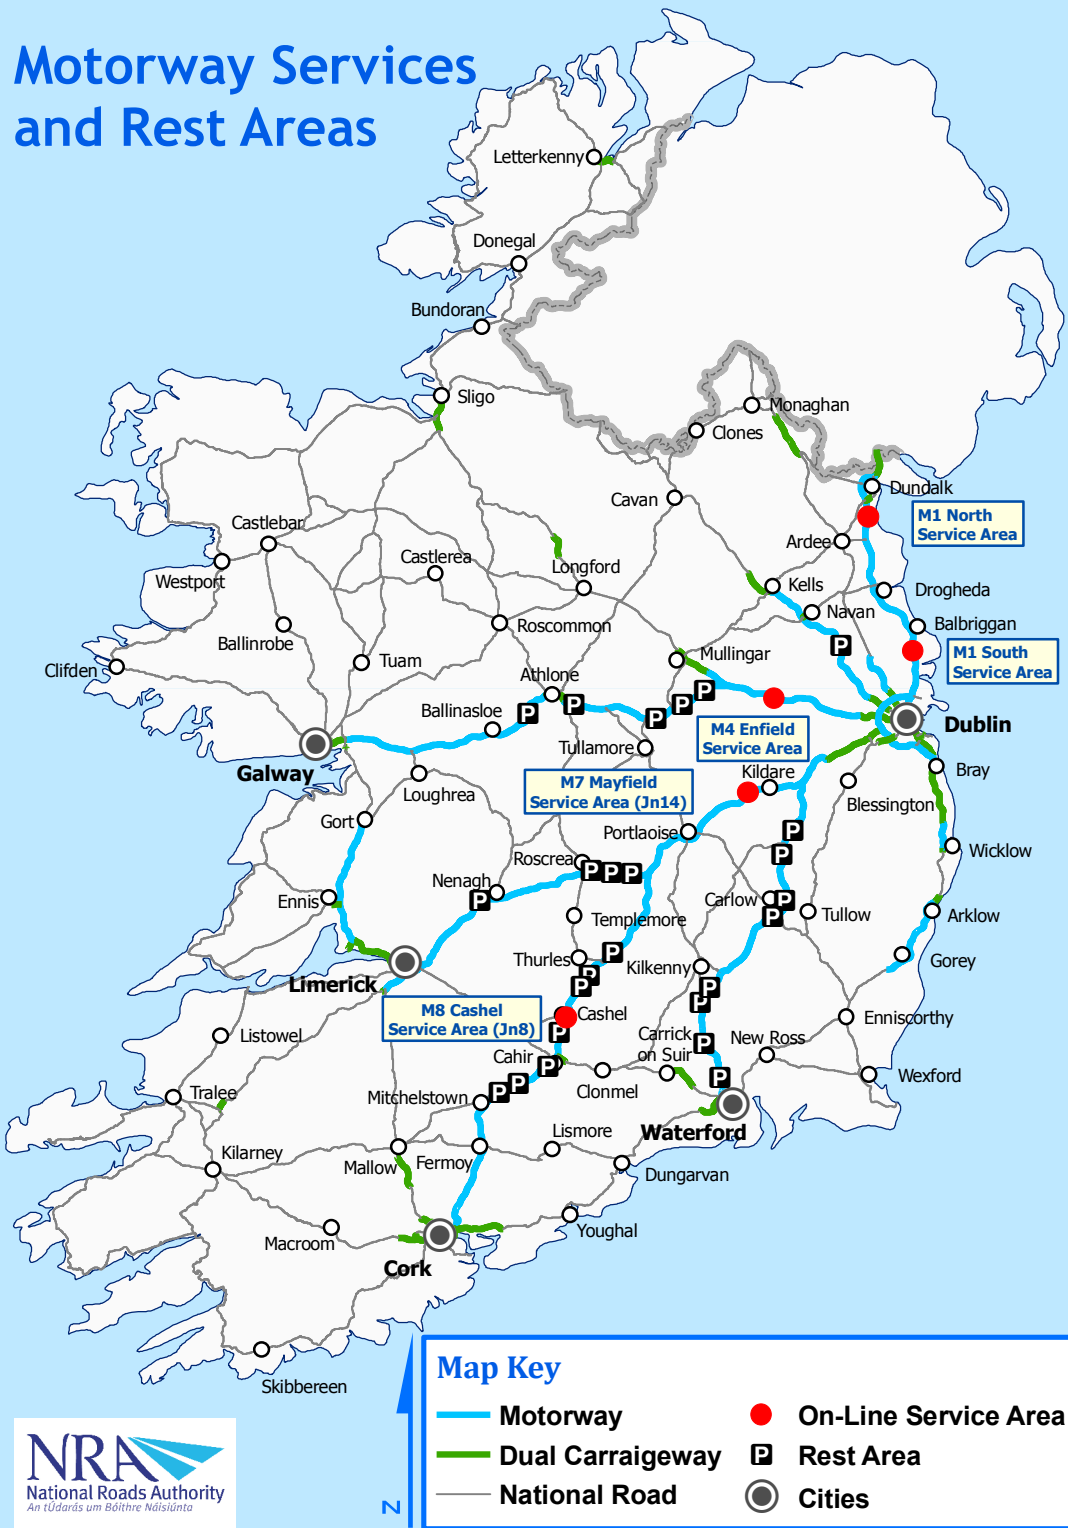 Motorway Services
and Rest Areas
Letterkenny
Donegal
Bundoran
Sligo
Monaghan
Clones
Dundalk
Cavan
M1 North
Service Area
Castlebar
Ardee
Castlerea
Longford
Westport
Kells
Drogheda
Navan
Balbriggan
Roscommon
Ballinrobe
M1 South
Service Area
Mullingar
Tuam
Clifden
Athlone
Ballinasloe
P
P
P
P
P
P
Dublin
M4 Enfield
Service Area
Tullamore
Galway
Bray
Kildare
M7 Mayfield
Service Area (Jn14)
Loughrea
Blessington
Gort
Portlaoise
P
Wicklow
P
Roscrea
P
P
P
Nenagh
P
Ennis
Carlow
P
P
Tullow
Arklow
Templemore
P
Thurles
P
P
Kilkenny
Gorey
Limerick
P
P
M8 Cashel
Service Area (Jn8)
Cashel
Enniscorthy
P
Listowel
Carrick
on Suir
P
New Ross
Cahir
P
Wexford
P
Clonmel
P
P
Tralee
Mitchelstown
Waterford
Lismore
Kilarney
Mallow
Fermoy
Dungarvan
Youghal
Macroom
Cork
Skibbereen
Map Key
Motorway
On-Line Service Area
Dual Carraigeway
P
Rest Area
National Road
Cities
N
NRA
National Roads Authority
An tÚdarás um Bóithre Náisiúnta